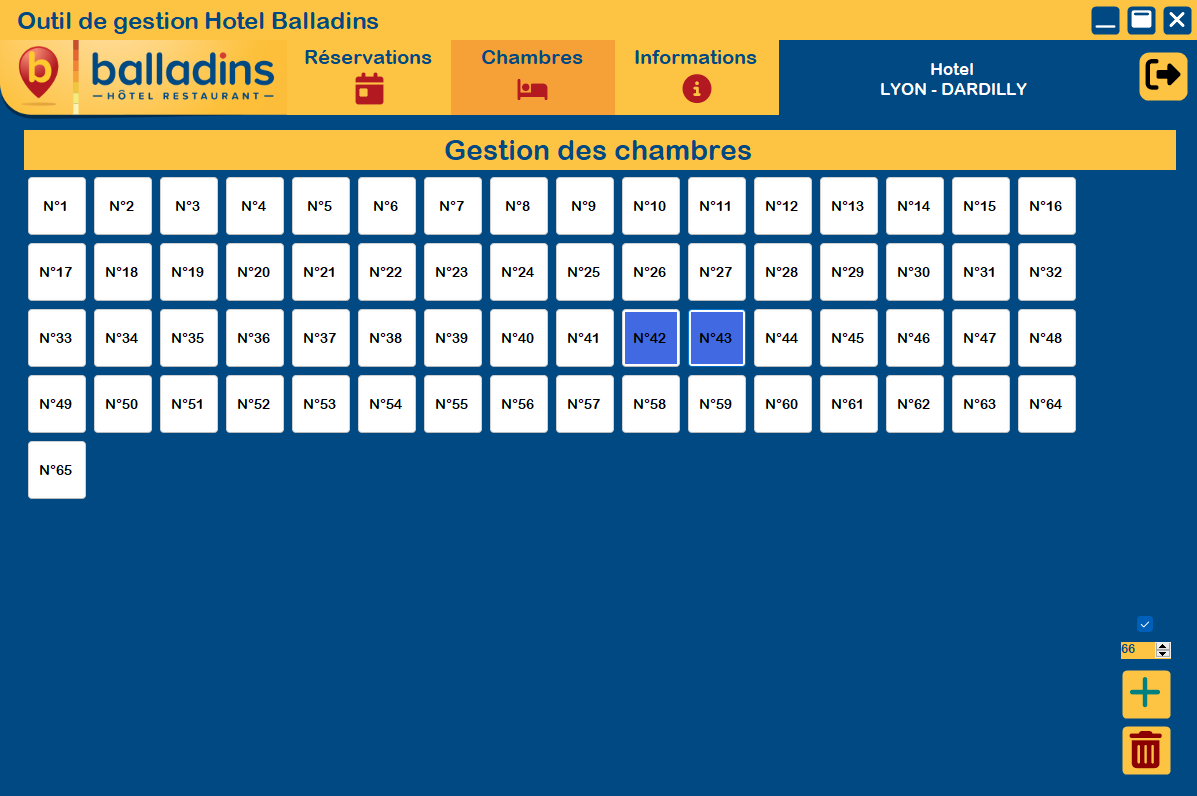 Outil de gestion Hotel Balladins
b
balladins
HÔTEL RESTAURANT
Réservations
Chambres
Informations
Hotel
LYON - DARDILLY
Gestion des chambres
N°1 N°2 N°3 N°4 N°5 N°6 N°7 N°8 N°9 N°10 N°11 N°12 N°13 N°14 N°15 N°16
N°17 N°18 N°19 N°20 N°21 N°22 N°23 N°24 N°25 N°26 N°27 N°28 N°29 N°30 N°31 N°32
N°33 N°34 N°35 N°36 N°37 N°38 N°39 N°40 N°41 N°42 N°43 N°44 N°45 N°46 N°47 N°48
N°49 N°50 N°51 N°52 N°53 N°54 N°55 N°56 N°57 N°58 N°59 N°60 N°61 N°62 N°63 N°64
N°65
66